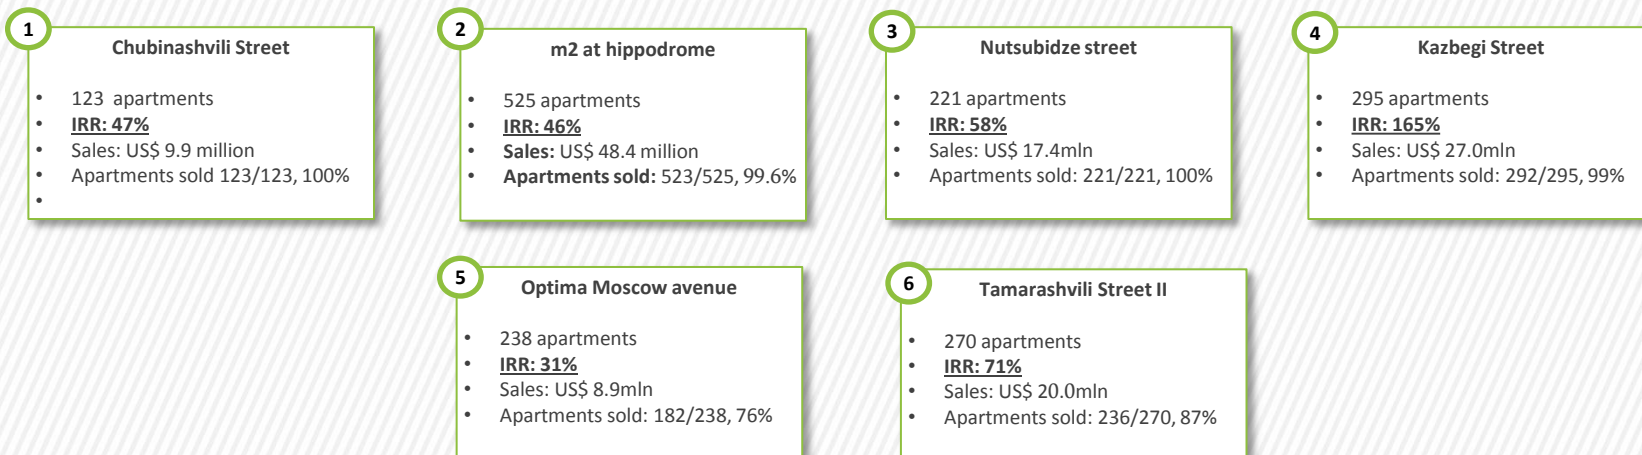 1
Chubinashvili Street
• 123 apartments
• IRR: 47%
• Sales: US$ 9.9 million
• Apartments sold 123/123, 100%
•
2
m2 at hippodrome
• 525 apartments
• IRR: 46%
• Sales: US$ 48.4 million
• Apartments sold: 523/525, 99.6%
3
Nutsubidze street
• 221 apartments
• IRR: 58%
• Sales: US$ 17.4mln
• Apartments sold: 221/221, 100%
4
Kazbegi Street
• 295 apartments
• IRR: 165%
• Sales: US$ 27.0mln
• Apartments sold: 292/295, 99%
5
Optima Moscow avenue
• 238 apartments
• IRR: 31%
• Sales: US$ 8.9mln
• Apartments sold: 182/238, 76%
6
Tamarashvili Street II
• 270 apartments
• IRR: 71%
• Sales: US$ 20.0mln
• Apartments sold: 236/270, 87%